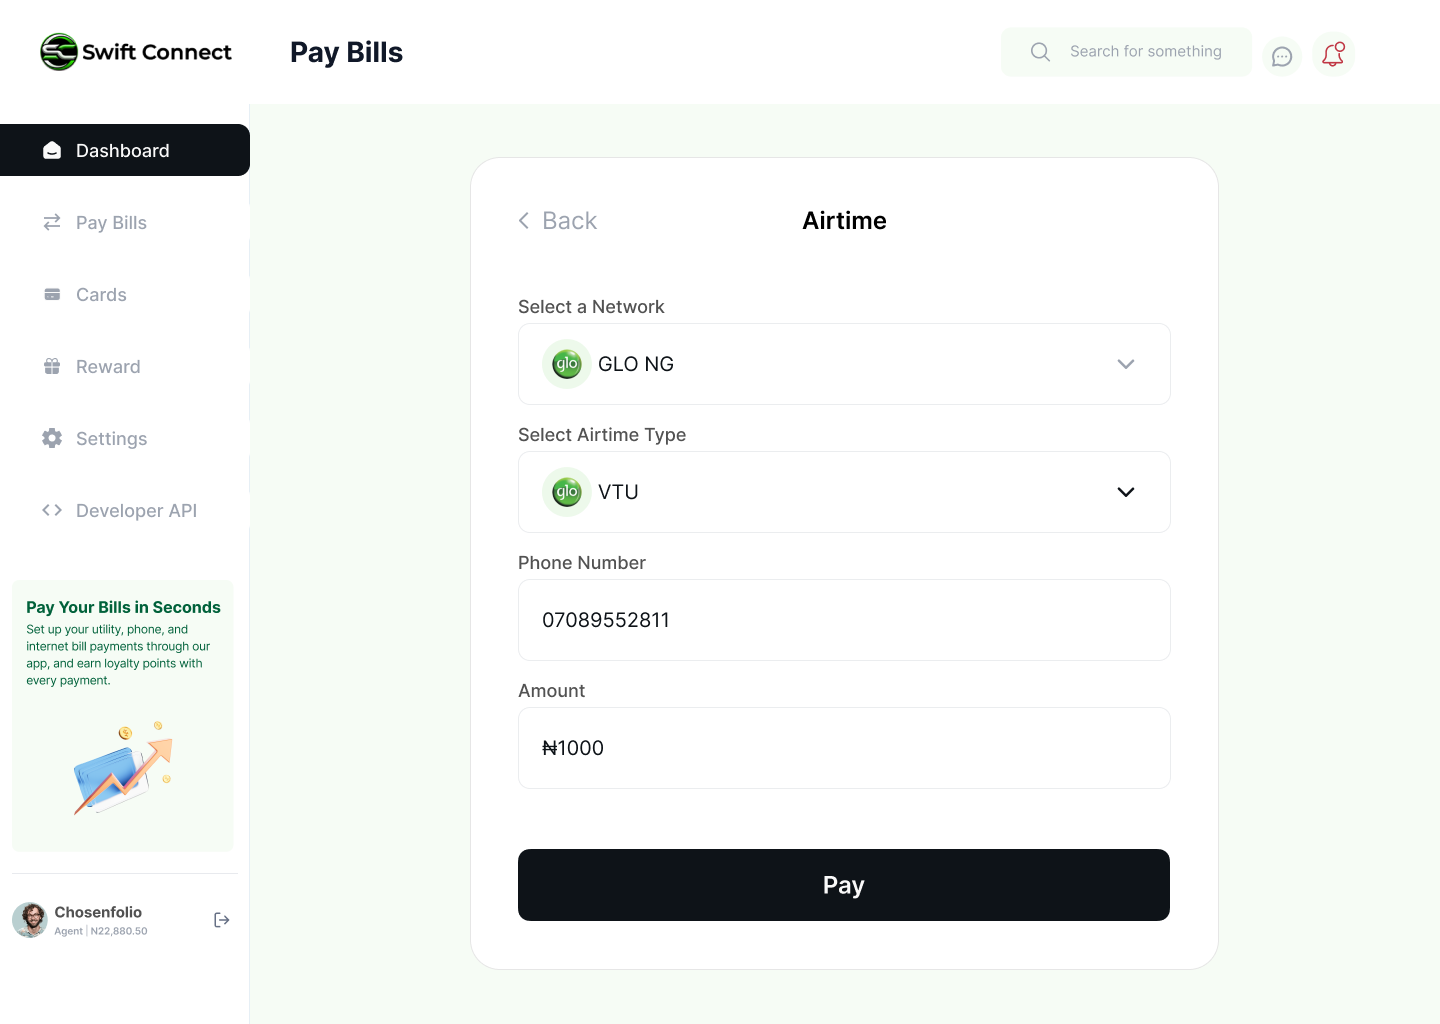 Swift Connect
Pay Bills
Search for something
Dashboard
Pay Bills
Cards
Reward
Settings
Developer API
Pay Your Bills in Seconds
Set up your utility, phone, and
internet bill payments through our
app, and earn loyalty points with
every payment.
Chosenfolio
Agent | N22,880.50
Back
Airtime
Select a Network
glo GLO NG
Select Airtime Type
glo VTU
Phone Number
07089552811
Amount
₦1000
Pay